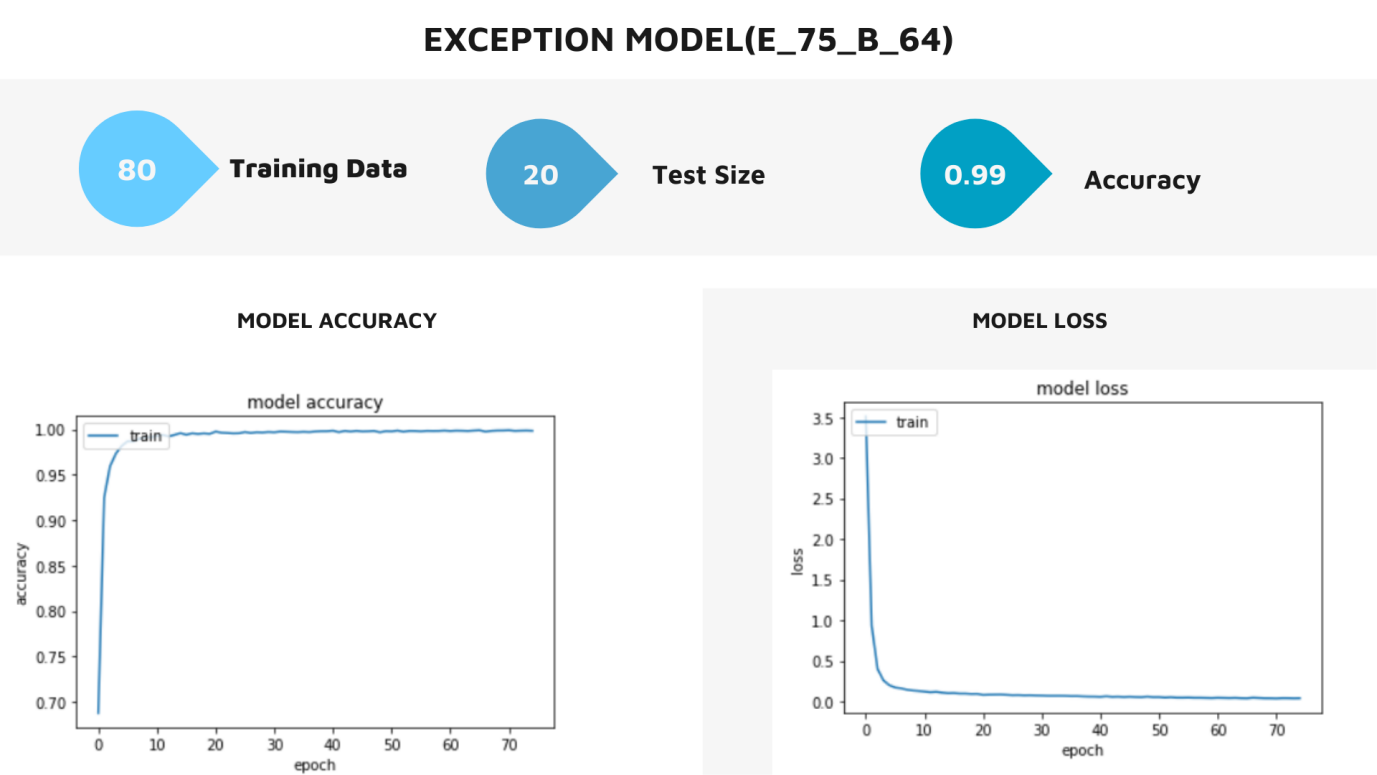 EXCEPTION MODEL(E_75_B_64)
80 Training Data
20 Test Size
0.99 Accuracy
MODEL ACCURACY
model accuracy
train
1.00
0.95
0.90
0.85
0.80
0.75
0.70
accuracy
0 10 20 30 40 50 60 70
epoch
MODEL LOSS
model loss
train
3.5
3.0
2.5
2.0
1.5
1.0
0.5
0.0
loss
0 10 20 30 40 50 60 70
epoch